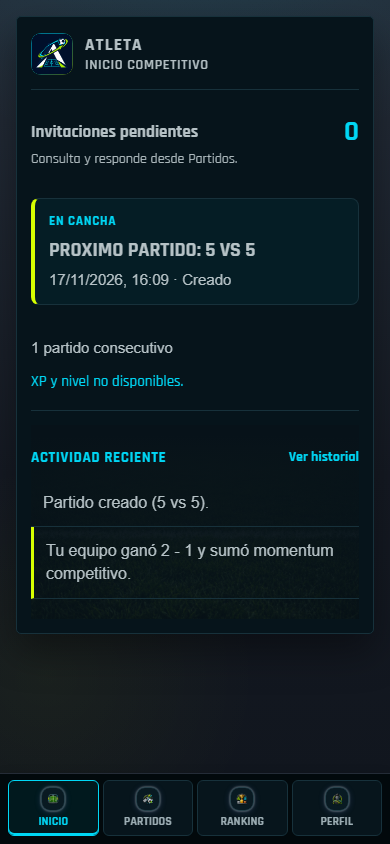 ATLETA
INICIO COMPETITIVO
Invitaciones pendientes
0
Consulta y responde desde Partidos.
EN CANCHA
PROXIMO PARTIDO: 5 VS 5
17/11/2026, 16:09 · Creado
1 partido consecutivo
XP y nivel no disponibles.
ACTIVIDAD RECIENTE
Ver historial
Partido creado (5 vs 5).
Tu equipo ganó 2 - 1 y sumó momentum
competitivo.
INICIO
PARTIDOS
RANKING
PERFIL